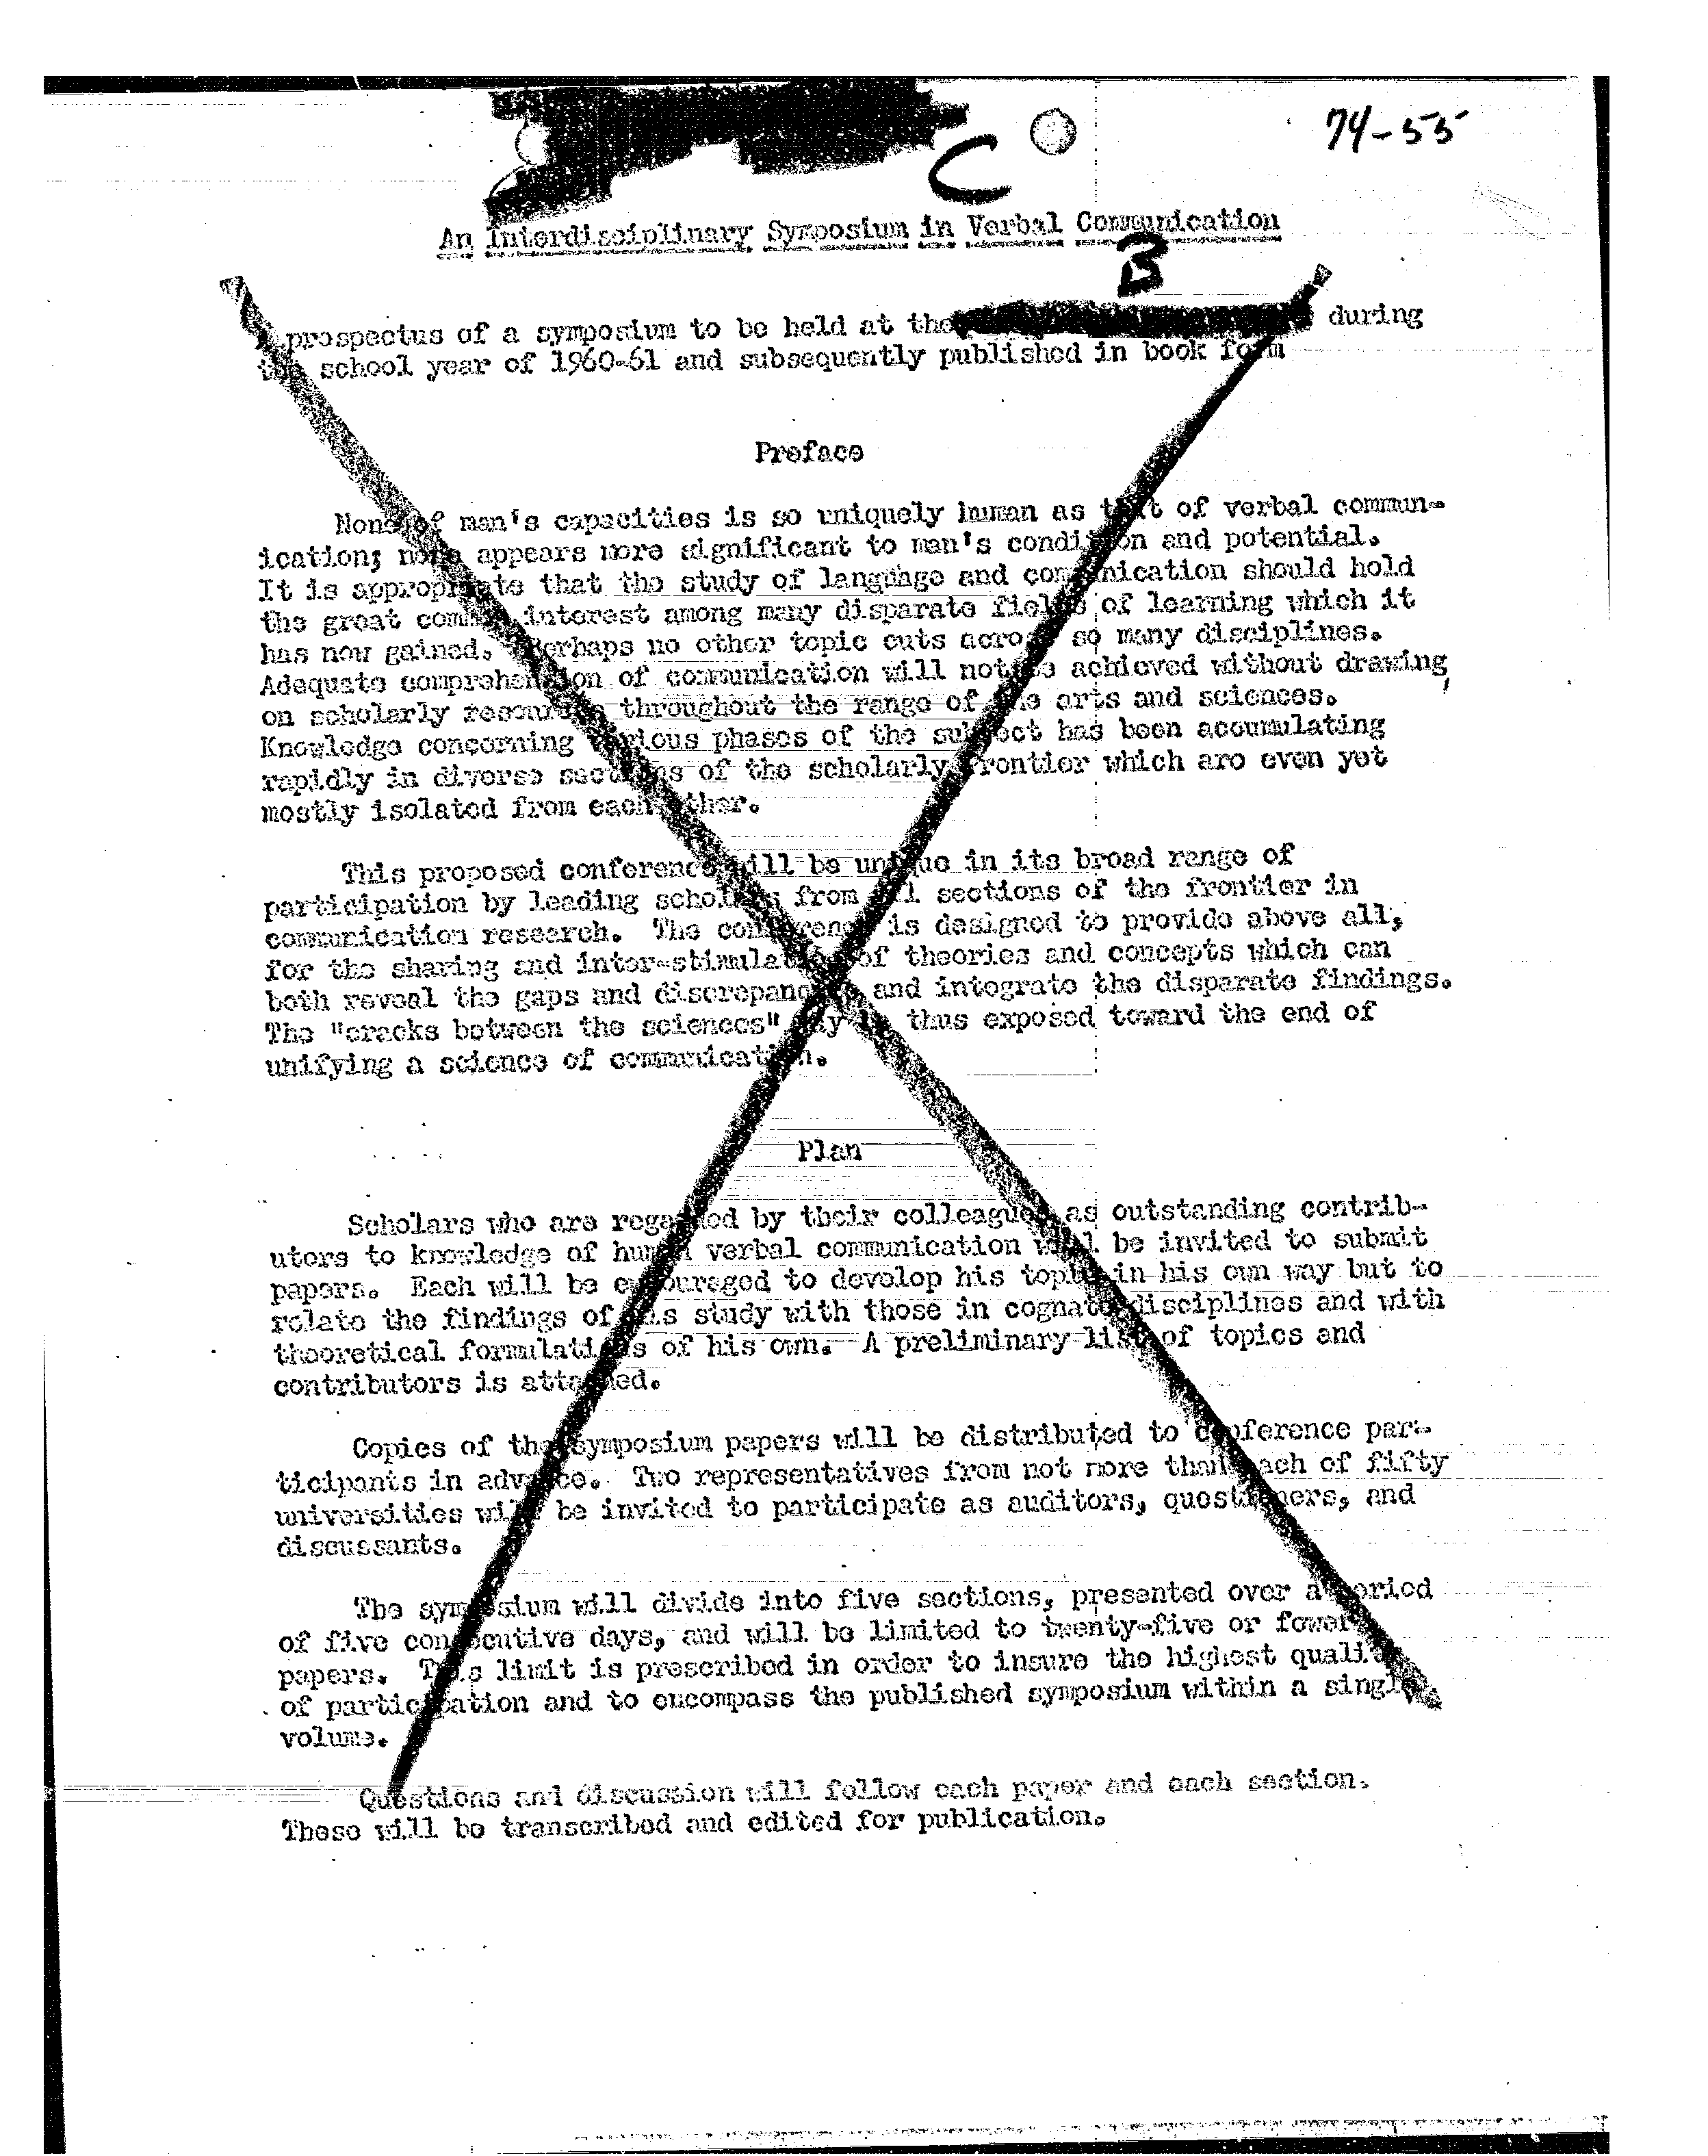 74-55
C
An Interdisciplinary Symposium in Verbal Communication
B
A prospectus of a symposium to be held at the during
the school year of 1960-61 and subsequently published in book form
Preface
None of man's capacities is so uniquely human as that of verbal commun-
ication; none appears more significant to man's condition and potential.
It is appropriate that the study of language and communication should hold
the great common interest among many disparate fields of learning which it
has now gained. Perhaps no other topic cuts across so many disciplines.
Adequate comprehension of communication will not be achieved without drawing
on scholarly resources throughout the range of the arts and sciences.
Knowledge concerning various phases of the subject has been accumulating
rapidly in diverse sections of the scholarly frontier which are even yet
mostly isolated from each other.
This proposed conference will be unique in its broad range of
participation by leading scholars from all sections of the frontier in
communication research. The conference is designed to provide above all,
for the sharing and inter-stimulation of theories and concepts which can
both reveal the gaps and discrepancies and integrate the disparate findings.
The "cracks between the sciences" may be thus exposed toward the end of
unifying a science of communication.
Plan
Scholars who are regarded by their colleagues as outstanding contrib-
utors to knowledge of human verbal communication will be invited to submit
papers. Each will be encouraged to develop his topic in his own way but to
relate the findings of his study with those in cognate disciplines and with
theoretical formulations of his own. A preliminary list of topics and
contributors is attached.
Copies of the symposium papers will be distributed to conference par-
ticipants in advance. Two representatives from not more than each of fifty
universities will be invited to participate as auditors, questioners, and
discussants.
The symposium will divide into five sections, presented over a period
of five consecutive days, and will be limited to twenty-five or fewer
papers. This limit is prescribed in order to insure the highest quality
of participation and to encompass the published symposium within a single
volume.
Questions and discussion will follow each paper and each section.
These will be transcribed and edited for publication.